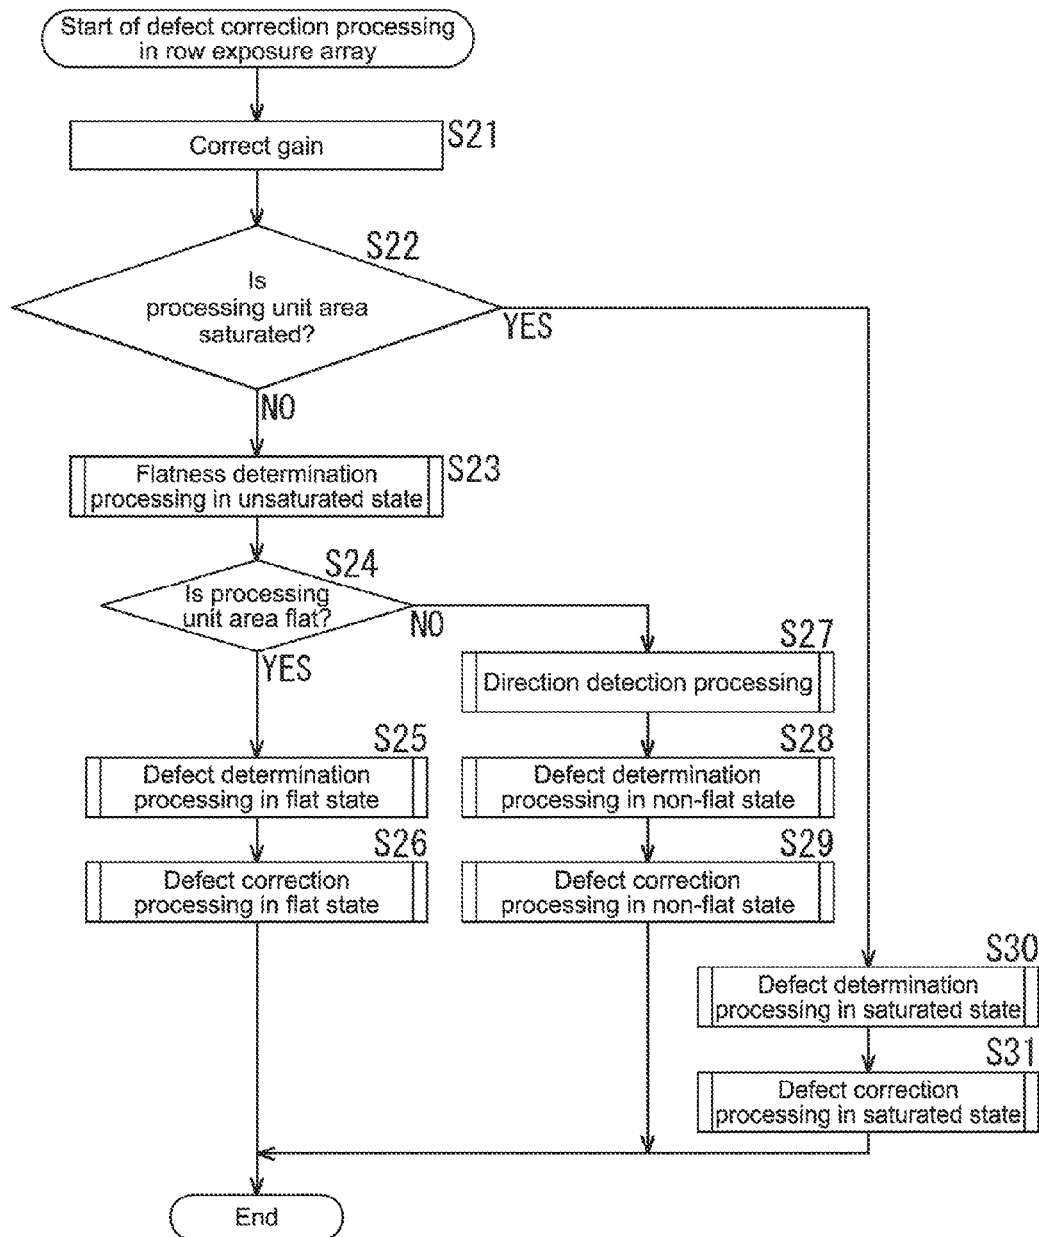 Start of defect correction processing
in row exposure array
S21
Correct gain
S22
Is
processing unit area
saturated?
YES
NO
S23
Flatness determination
processing in unsaturated state
S24
Is processing
unit area flat?
NO
YES
S27
Direction detection processing
S25
Defect determination
processing in flat state
S28
Defect determination
processing in non-flat state
S26
Defect correction
processing in flat state
S29
Defect correction
processing in non-flat state
S30
Defect determination
processing in saturated state
S31
Defect correction
processing in saturated state
End